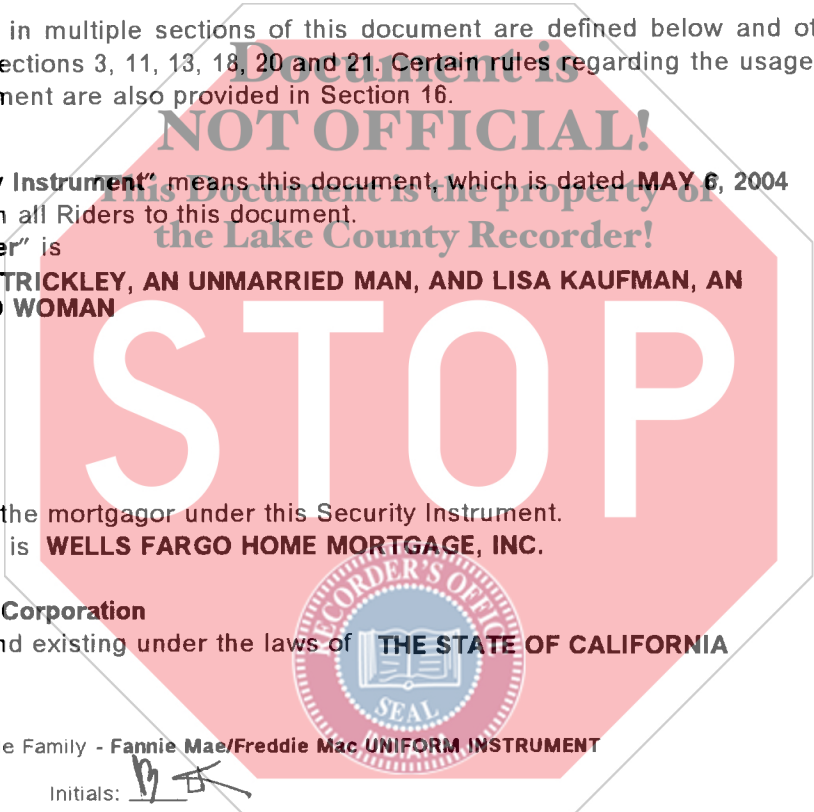 in multiple sections of this document are defined below and ot
ections 3, 11, 13, 18, 20 and 21. Certain rules regarding the usage
ment are also provided in Section 16.
Document is
NOT OFFICIAL!
This Document is the property of
the Lake County Recorder!
y Instrument" means this document, which is dated MAY 6, 2004
h all Riders to this document.
er" is
TRICKLEY, AN UNMARRIED MAN, AND LISA KAUFMAN, AN
D WOMAN
STOP
the mortgagor under this Security Instrument.
is WELLS FARGO HOME MORTGAGE, INC.
Corporation
nd existing under the laws of THE STATE OF CALIFORNIA
RECORDER'S OFFICE
SEAL
INDIANA
e Family - Fannie Mae/Freddie Mac UNIFORM INSTRUMENT
Initials: